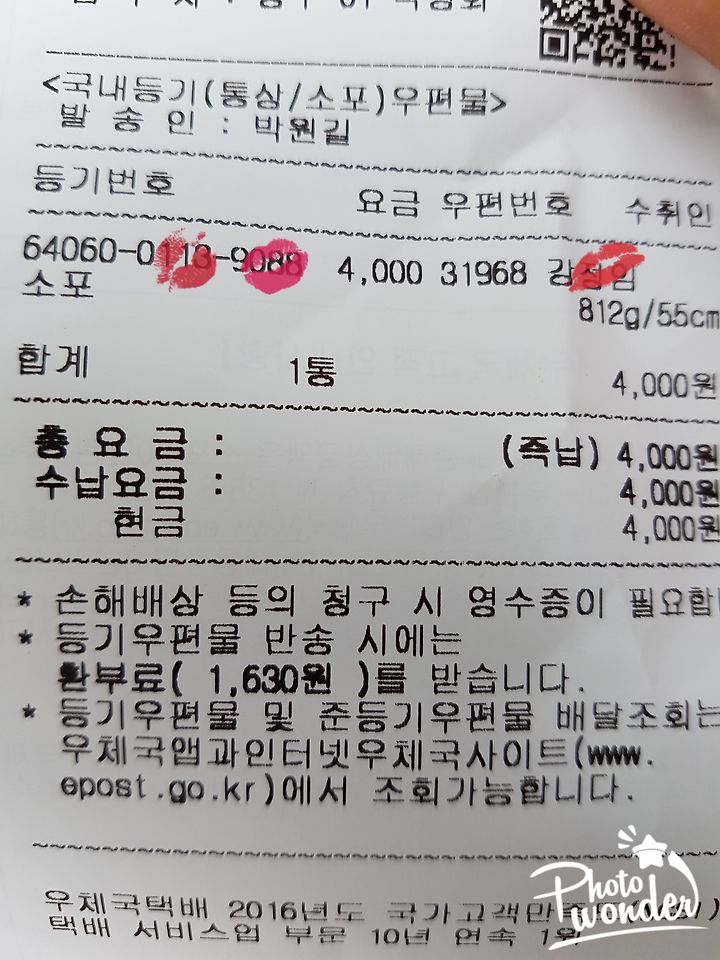 <국내등기(통상/소포)우편물>
발 송 인 : 박원길
등기번호 요금 우편번호 수취인
64060-0113-9088 4,000 31968
소포 812g/55cm
합계 1통 4,000원
총 요 금 : (즉납) 4,000원
수납요금 : 4,000원
현금 4,000원
* 손해배상 등의 청구 시 영수증이 필요합
* 등기우편물 반송 시에는
환부료( 1,630원 )를 받습니다.
* 등기우편물 및 준등기우편물 배달조회는
우체국앱과인터넷우체국사이트(www.
epost.go.kr)에서 조회가능합니다.
우체국택배 2016년도 국가고객만
택배 서비스업 부문 10년 연속 1위
Photo
wonder